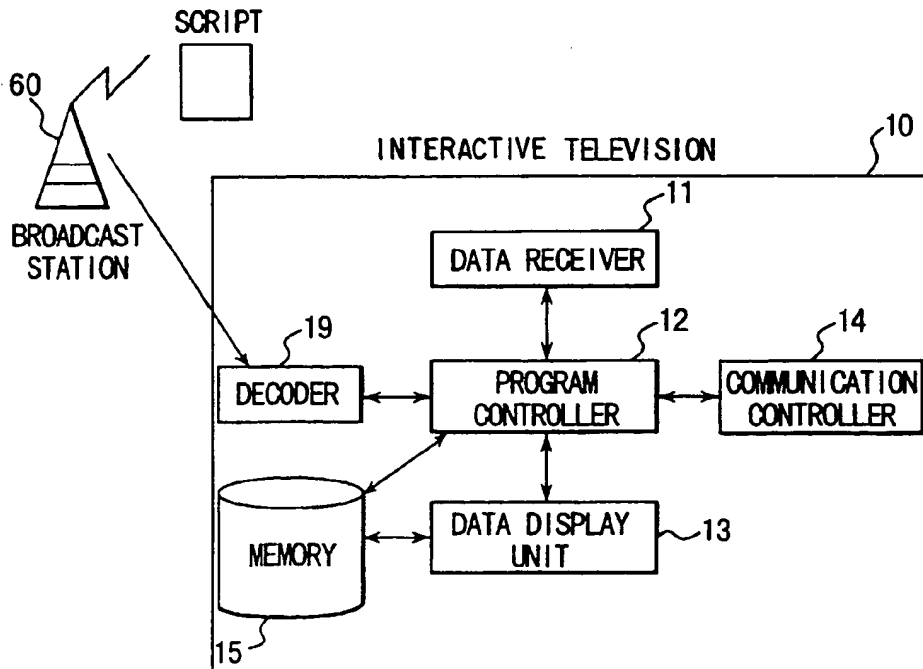 SCRIPT
60
INTERACTIVE TELEVISION
10
BROADCAST
STATION
11
DATA RECEIVER
19
DECODER
12
PROGRAM
CONTROLLER
14
COMMUNICATION
CONTROLLER
MEMORY
15
DATA DISPLAY
UNIT
13